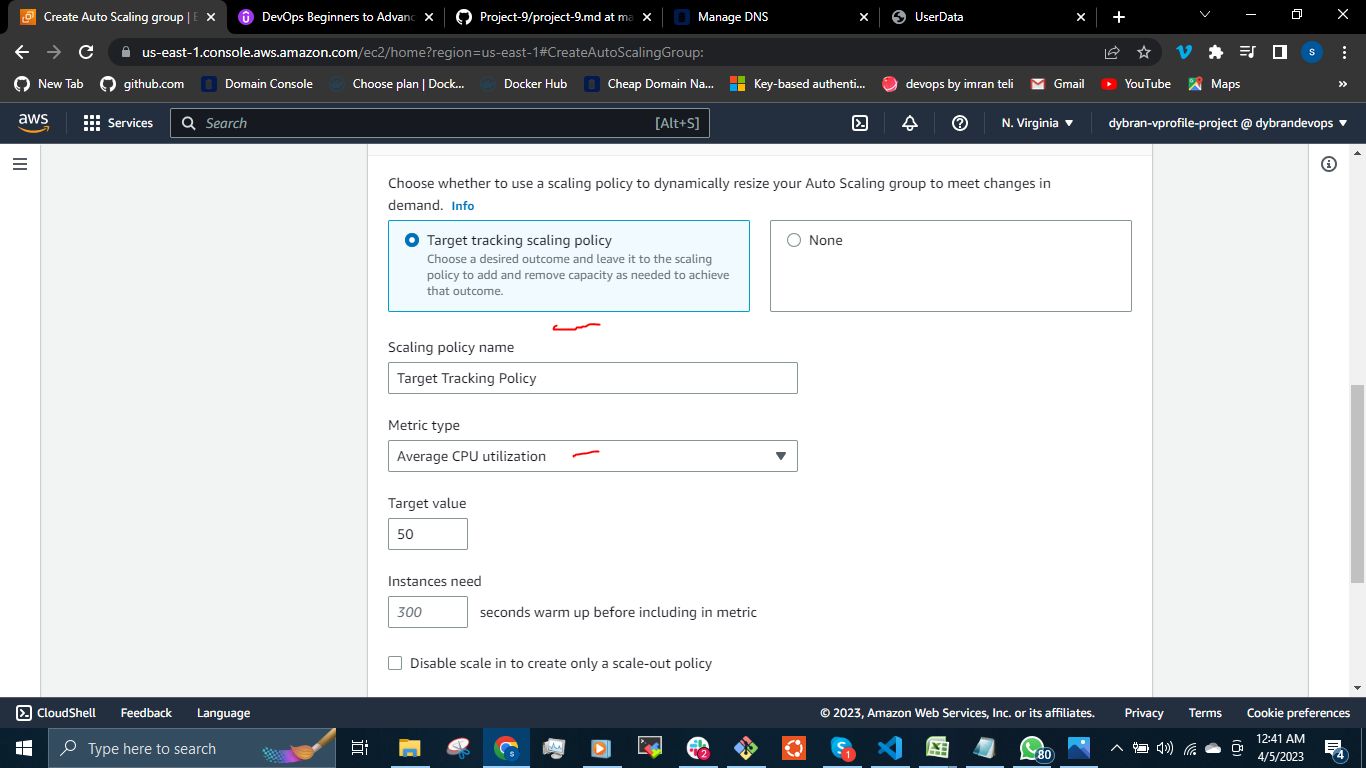 Create Auto Scaling group | E
DevOps Beginners to Advanc
Project-9/project-9.md at ma
Manage DNS
UserData
us-east-1.console.aws.amazon.com/ec2/home?region=us-east-1#CreateAutoScalingGroup:
S
New Tab
github.com
Domain Console
Choose plan | Dock...
Docker Hub
Cheap Domain Na...
Key-based authenti...
devops by imran teli
Gmail
YouTube
Maps
»
aws
Services
Search
[Alt+S]
N. Virginia
dybran-vprofile-project @ dybrandevops
Choose whether to use a scaling policy to dynamically resize your Auto Scaling group to meet changes in
demand. Info
Target tracking scaling policy
Choose a desired outcome and leave it to the scaling
policy to add and remove capacity as needed to achieve
that outcome.
None
Scaling policy name
Target Tracking Policy
Metric type
Average CPU utilization
Target value
50
Instances need
300 seconds warm up before including in metric
Disable scale in to create only a scale-out policy
CloudShell
Feedback
Language
© 2023, Amazon Web Services, Inc. or its affiliates.
Privacy
Terms
Cookie preferences
Type here to search
2
1
80
12:41 AM
4/5/2023
4